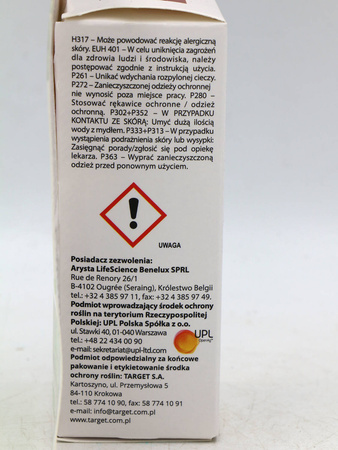 H317 – Może powodować reakcję alergiczną
skóry. EUH 401 – W celu uniknięcia zagrożeń
dla zdrowia ludzi i środowiska, należy
postępować zgodnie z instrukcją użycia.
P261 – Unikać wdychania rozpylonej cieczy.
P272 – Zanieczyszczonej odzieży ochronnej
nie wynosić poza miejsce pracy. P280 –
Stosować rękawice ochronne / odzież
ochronną. P302+P352 – W PRZYPADKU
KONTAKTU ZE SKÓRĄ: Umyć dużą ilością
wody z mydłem. P333+P313 – W przypadku
wystąpienia podrażnienia skóry lub wysypki:
Zasięgnąć porady/zgłosić się pod opiekę
lekarza. P363 – Wyprać zanieczyszczoną
odzież przed ponownym użyciem.
UWAGA
Posiadacz zezwolenia:
Arysta LifeScience Benelux SPRL
Rue de Renory 26/1
B-4102 Ougrée (Seraing), Królestwo Belgii
tel.: +32 4 385 97 11, fax: +32 4 385 97 49.
Podmiot wprowadzający środek ochrony
roślin na terytorium Rzeczypospolitej
Polskiej: UPL Polska Spółka z o.o.
ul. Stawki 40, 01-040 Warszawa
tel.: +48 22 434 00 90
e-mail: sekretariat@upl-ltd.com
UPL
Podmiot odpowiedzialny za końcowe
pakowanie i etykietowanie środka
ochrony roślin: TARGET S.A.
Kartoszyno, ul. Przemysłowa 5
84-110 Krokowa
tel.: 58 774 10 90, fax: 58 774 10 91
e-mail: info@target.com.pl
www.target.com.pl